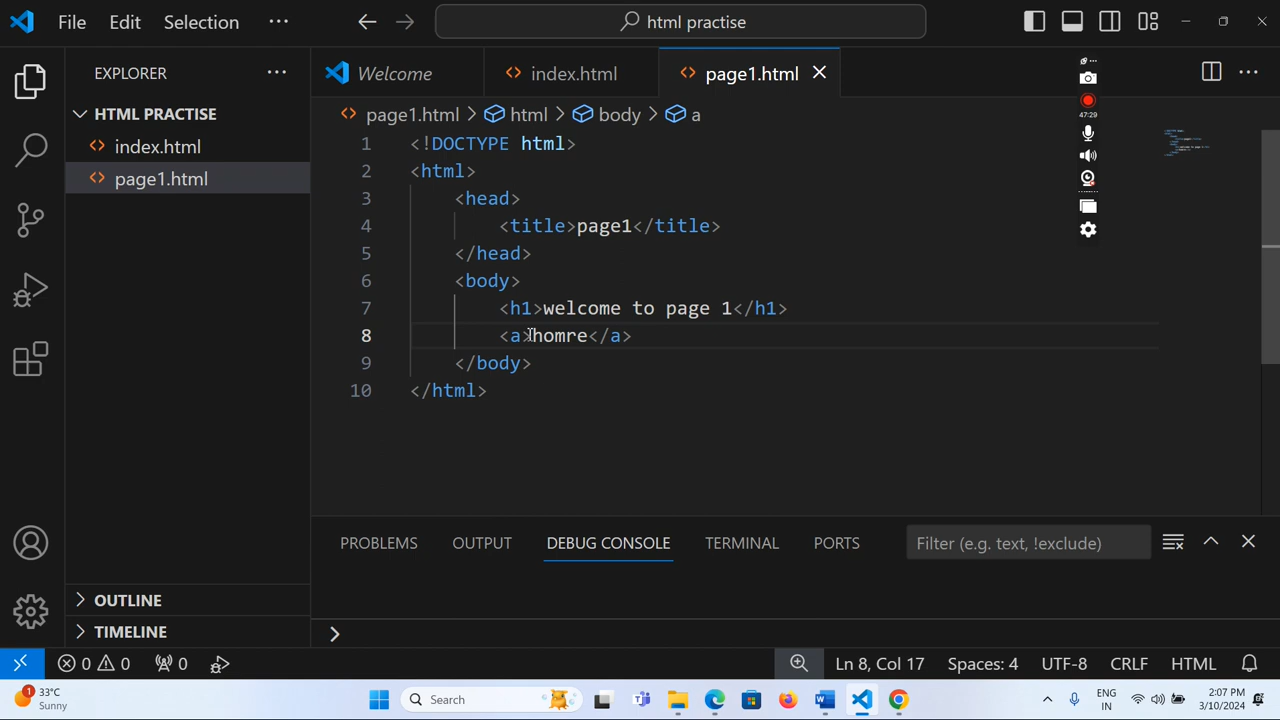 File Edit Selection ··· html practise
EXPLORER ···
HTML PRACTISE
index.html
page1.html
Welcome index.html page1.html
page1.html > html > body > a
1 <!DOCTYPE html>
2 <html>
3 <head>
4 <title>page1</title>
5 </head>
6 <body>
7 <h1>welcome to page 1</h1>
8 <a>homre</a>
9 </body>
10 </html>
47:29
PROBLEMS OUTPUT DEBUG CONSOLE TERMINAL PORTS Filter (e.g. text, !exclude)
OUTLINE
TIMELINE
0 0 0 Ln 8, Col 17 Spaces: 4 UTF-8 CRLF HTML
1 33°C
Sunny
Search
ENG
IN
2:07 PM
3/10/2024